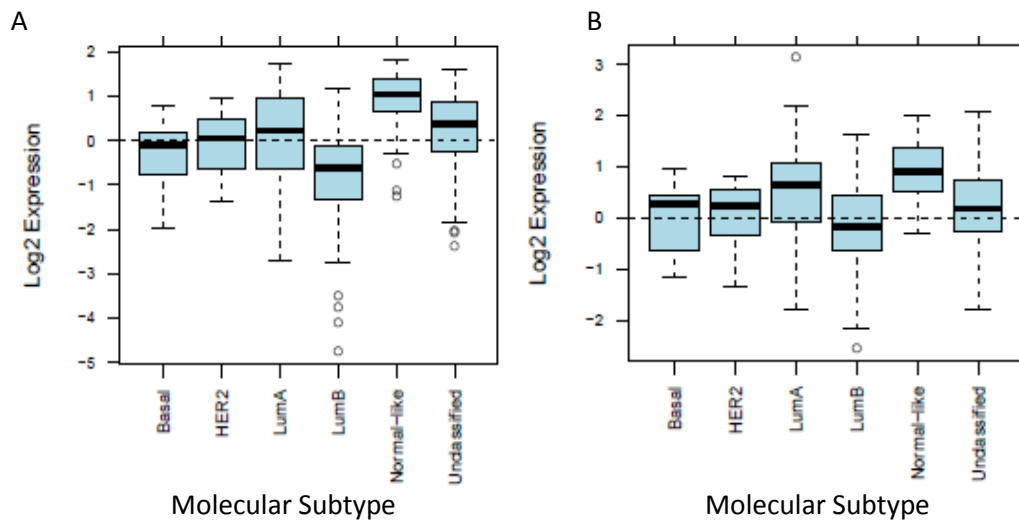 A
2
1
0
−1
−2
−3
−4
−5
Log2 Expression
Basal
HER2
LumA
LumB
Normal−like
Unclassified
Molecular Subtype
B
3
2
1
0
−1
−2
Log2 Expression
Basal
HER2
LumA
LumB
Normal−like
Unclassified
Molecular Subtype